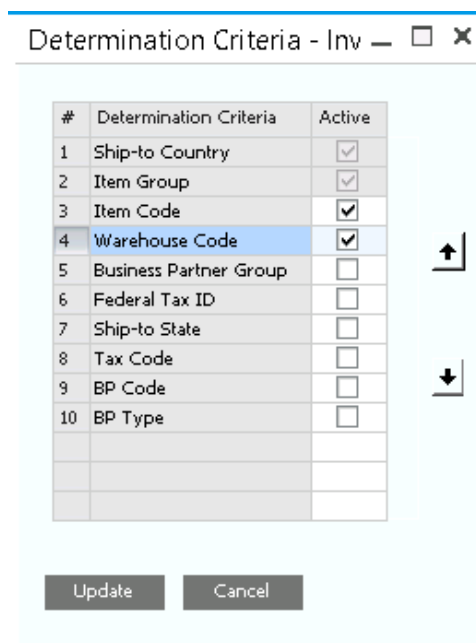 Determination Criteria - Inv
# Determination Criteria Active
1 Ship-to Country
2 Item Group
3 Item Code
4 Warehouse Code
5 Business Partner Group
6 Federal Tax ID
7 Ship-to State
8 Tax Code
9 BP Code
10 BP Type
Update Cancel